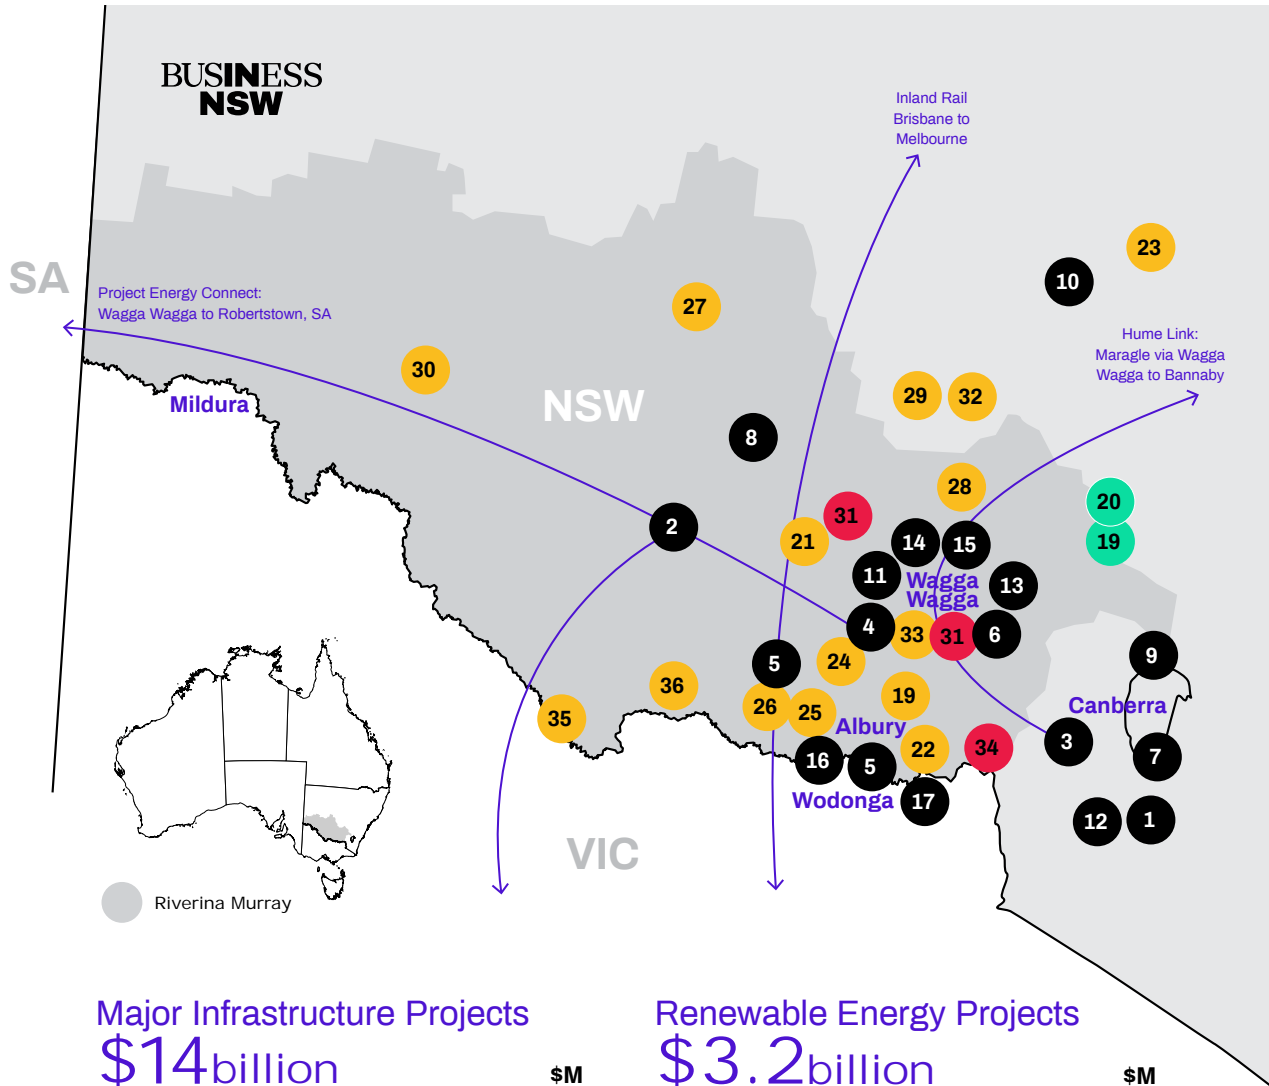 BUSINESS
NSW
Inland Rail
Brisbane to
Melbourne
23
10
SA
Project Energy Connect:
Wagga Wagga to Robertstown, SA
27
Hume Link:
Maragle via Wagga
Wagga to Bannaby
30
Mildura
NSW
29
32
8
28
20
31
2
21
14
15
19
11
Wagga
Wagga
13
4
33
31
6
5
24
9
36
19
Canberra
26
25
35
Albury
3
22
34
7
16
5
Wodonga
17
12
1
VIC
Riverina Murray
Major Infrastructure Projects
$14billion
$M
Renewable Energy Projects
$3.2billion
$M